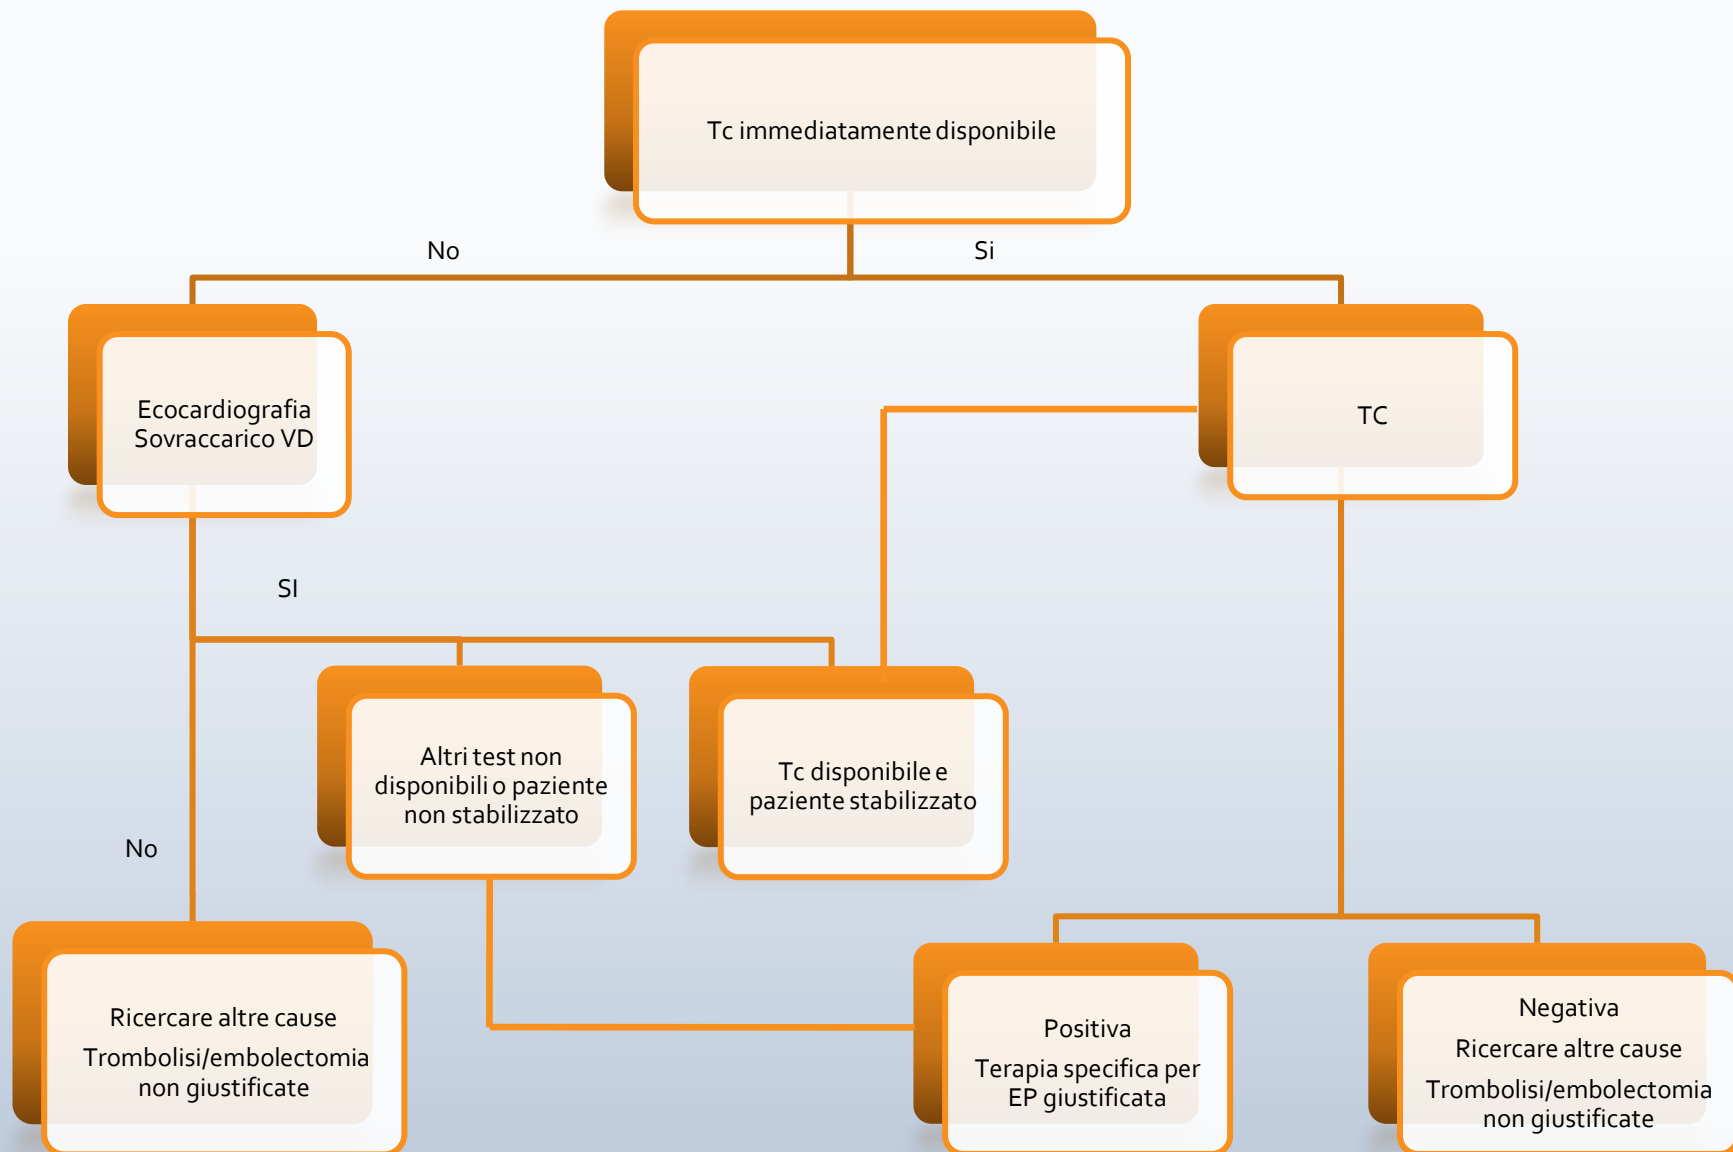 Tc immediatamente disponibile
No
Si
Ecocardiografia
Sovraccarico VD
TC
SI
Altri test non
disponibili o paziente
non stabilizzato
Tc disponibile e
paziente stabilizzato
No
Ricercare altre cause
Trombolisi/embolectomia
non giustificate
Positiva
Terapia specifica per
EP giustificata
Negativa
Ricercare altre cause
Trombolisi/embolectomia
non giustificate